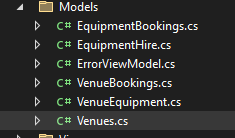 Models
C# EquipmentBookings.cs
C# EquipmentHire.cs
C# ErrorViewModel.cs
C# VenueBookings.cs
C# VenueEquipment.cs
C# Venues.cs